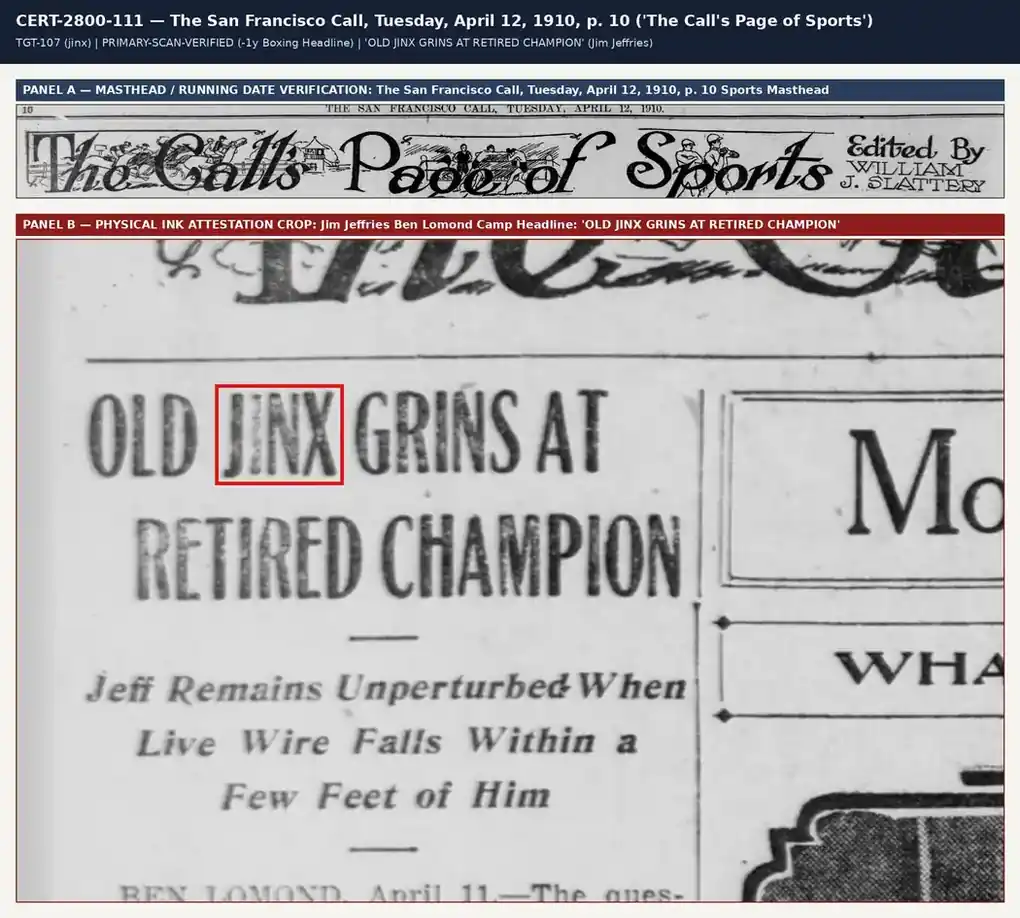 CERT-2800-111 — The San Francisco Call, Tuesday, April 12, 1910, p. 10 ('The Call's Page of Sports')
TGT-107 (jinx) | PRIMARY-SCAN-VERIFIED (-1y Boxing Headline) | 'OLD JINX GRINS AT RETIRED CHAMPION' (Jim Jeffries)
PANEL A — MASTHEAD / RUNNING DATE VERIFICATION: The San Francisco Call, Tuesday, April 12, 1910, p. 10 Sports Masthead
10 THE SAN FRANCISCO CALL, TUESDAY, APRIL 12, 1910.
The Call's Page of Sports
Edited By
WILLIAM
J. SLATTERY
PANEL B — PHYSICAL INK ATTESTATION CROP: Jim Jeffries Ben Lomond Camp Headline: 'OLD JINX GRINS AT RETIRED CHAMPION'
OLD JINX GRINS AT
RETIRED CHAMPION
Jeff Remains Unperturbed When
Live Wire Falls Within a
Few Feet of Him
BEN LOMOND, April 11.—The ques-
Mo
WHA